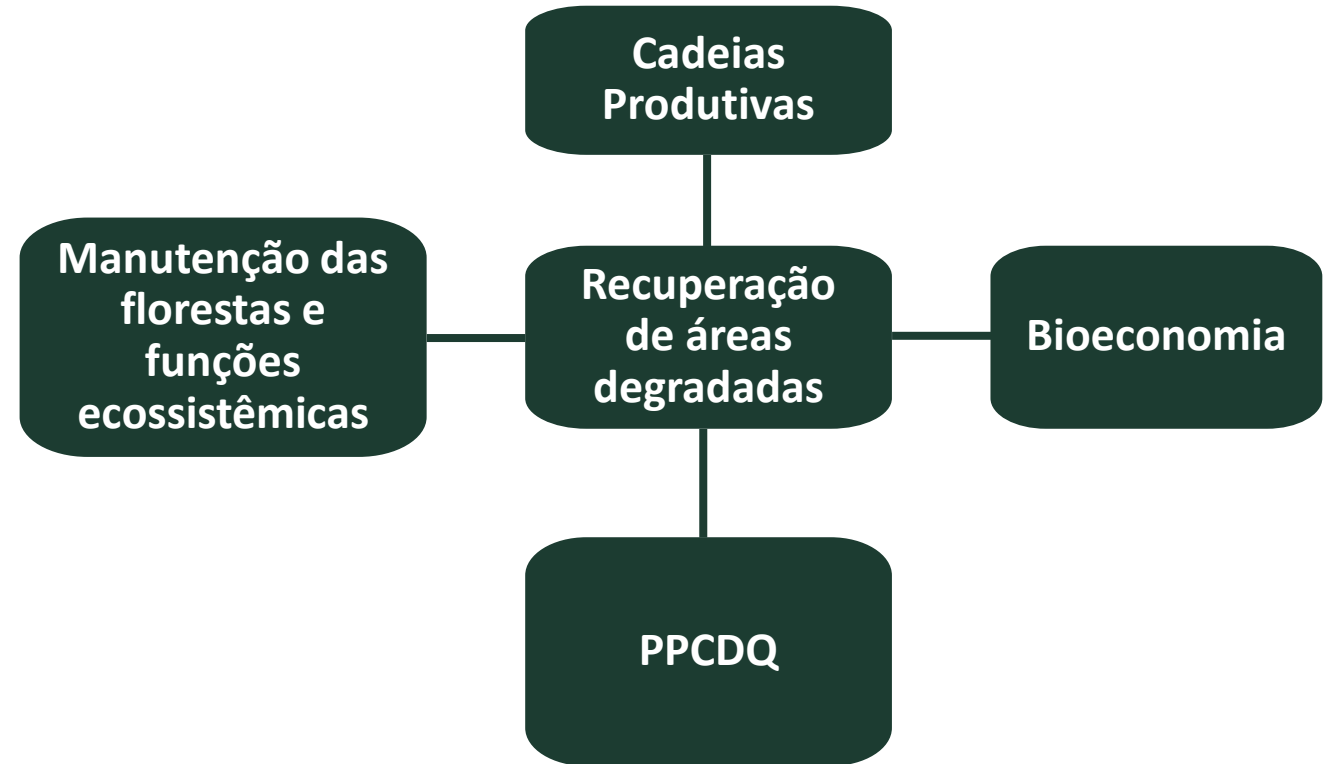 Cadeias
Produtivas
Manutenção das
florestas e
funções
ecossistêmicas
Recuperação
de áreas
degradadas
Bioeconomia
PPCDQ